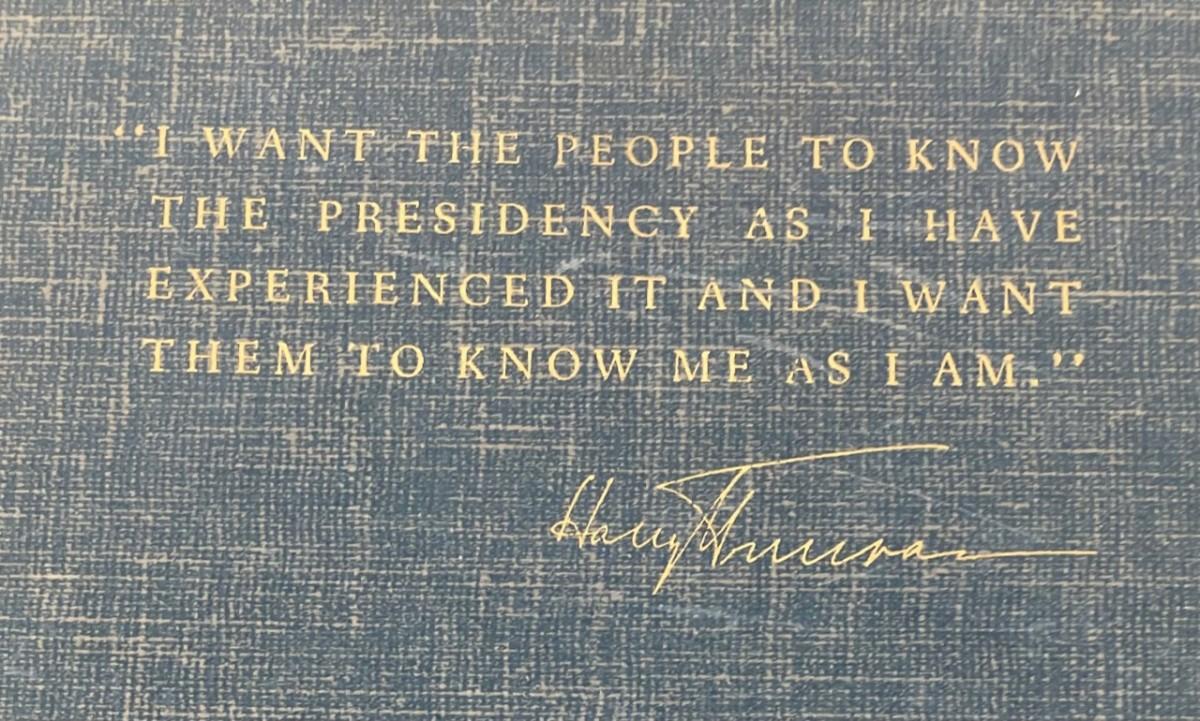 “I WANT THE PEOPLE TO KNOW
THE PRESIDENCY AS I HAVE
EXPERIENCED IT AND I WANT
THEM TO KNOW ME AS I AM.”
Harry Truman